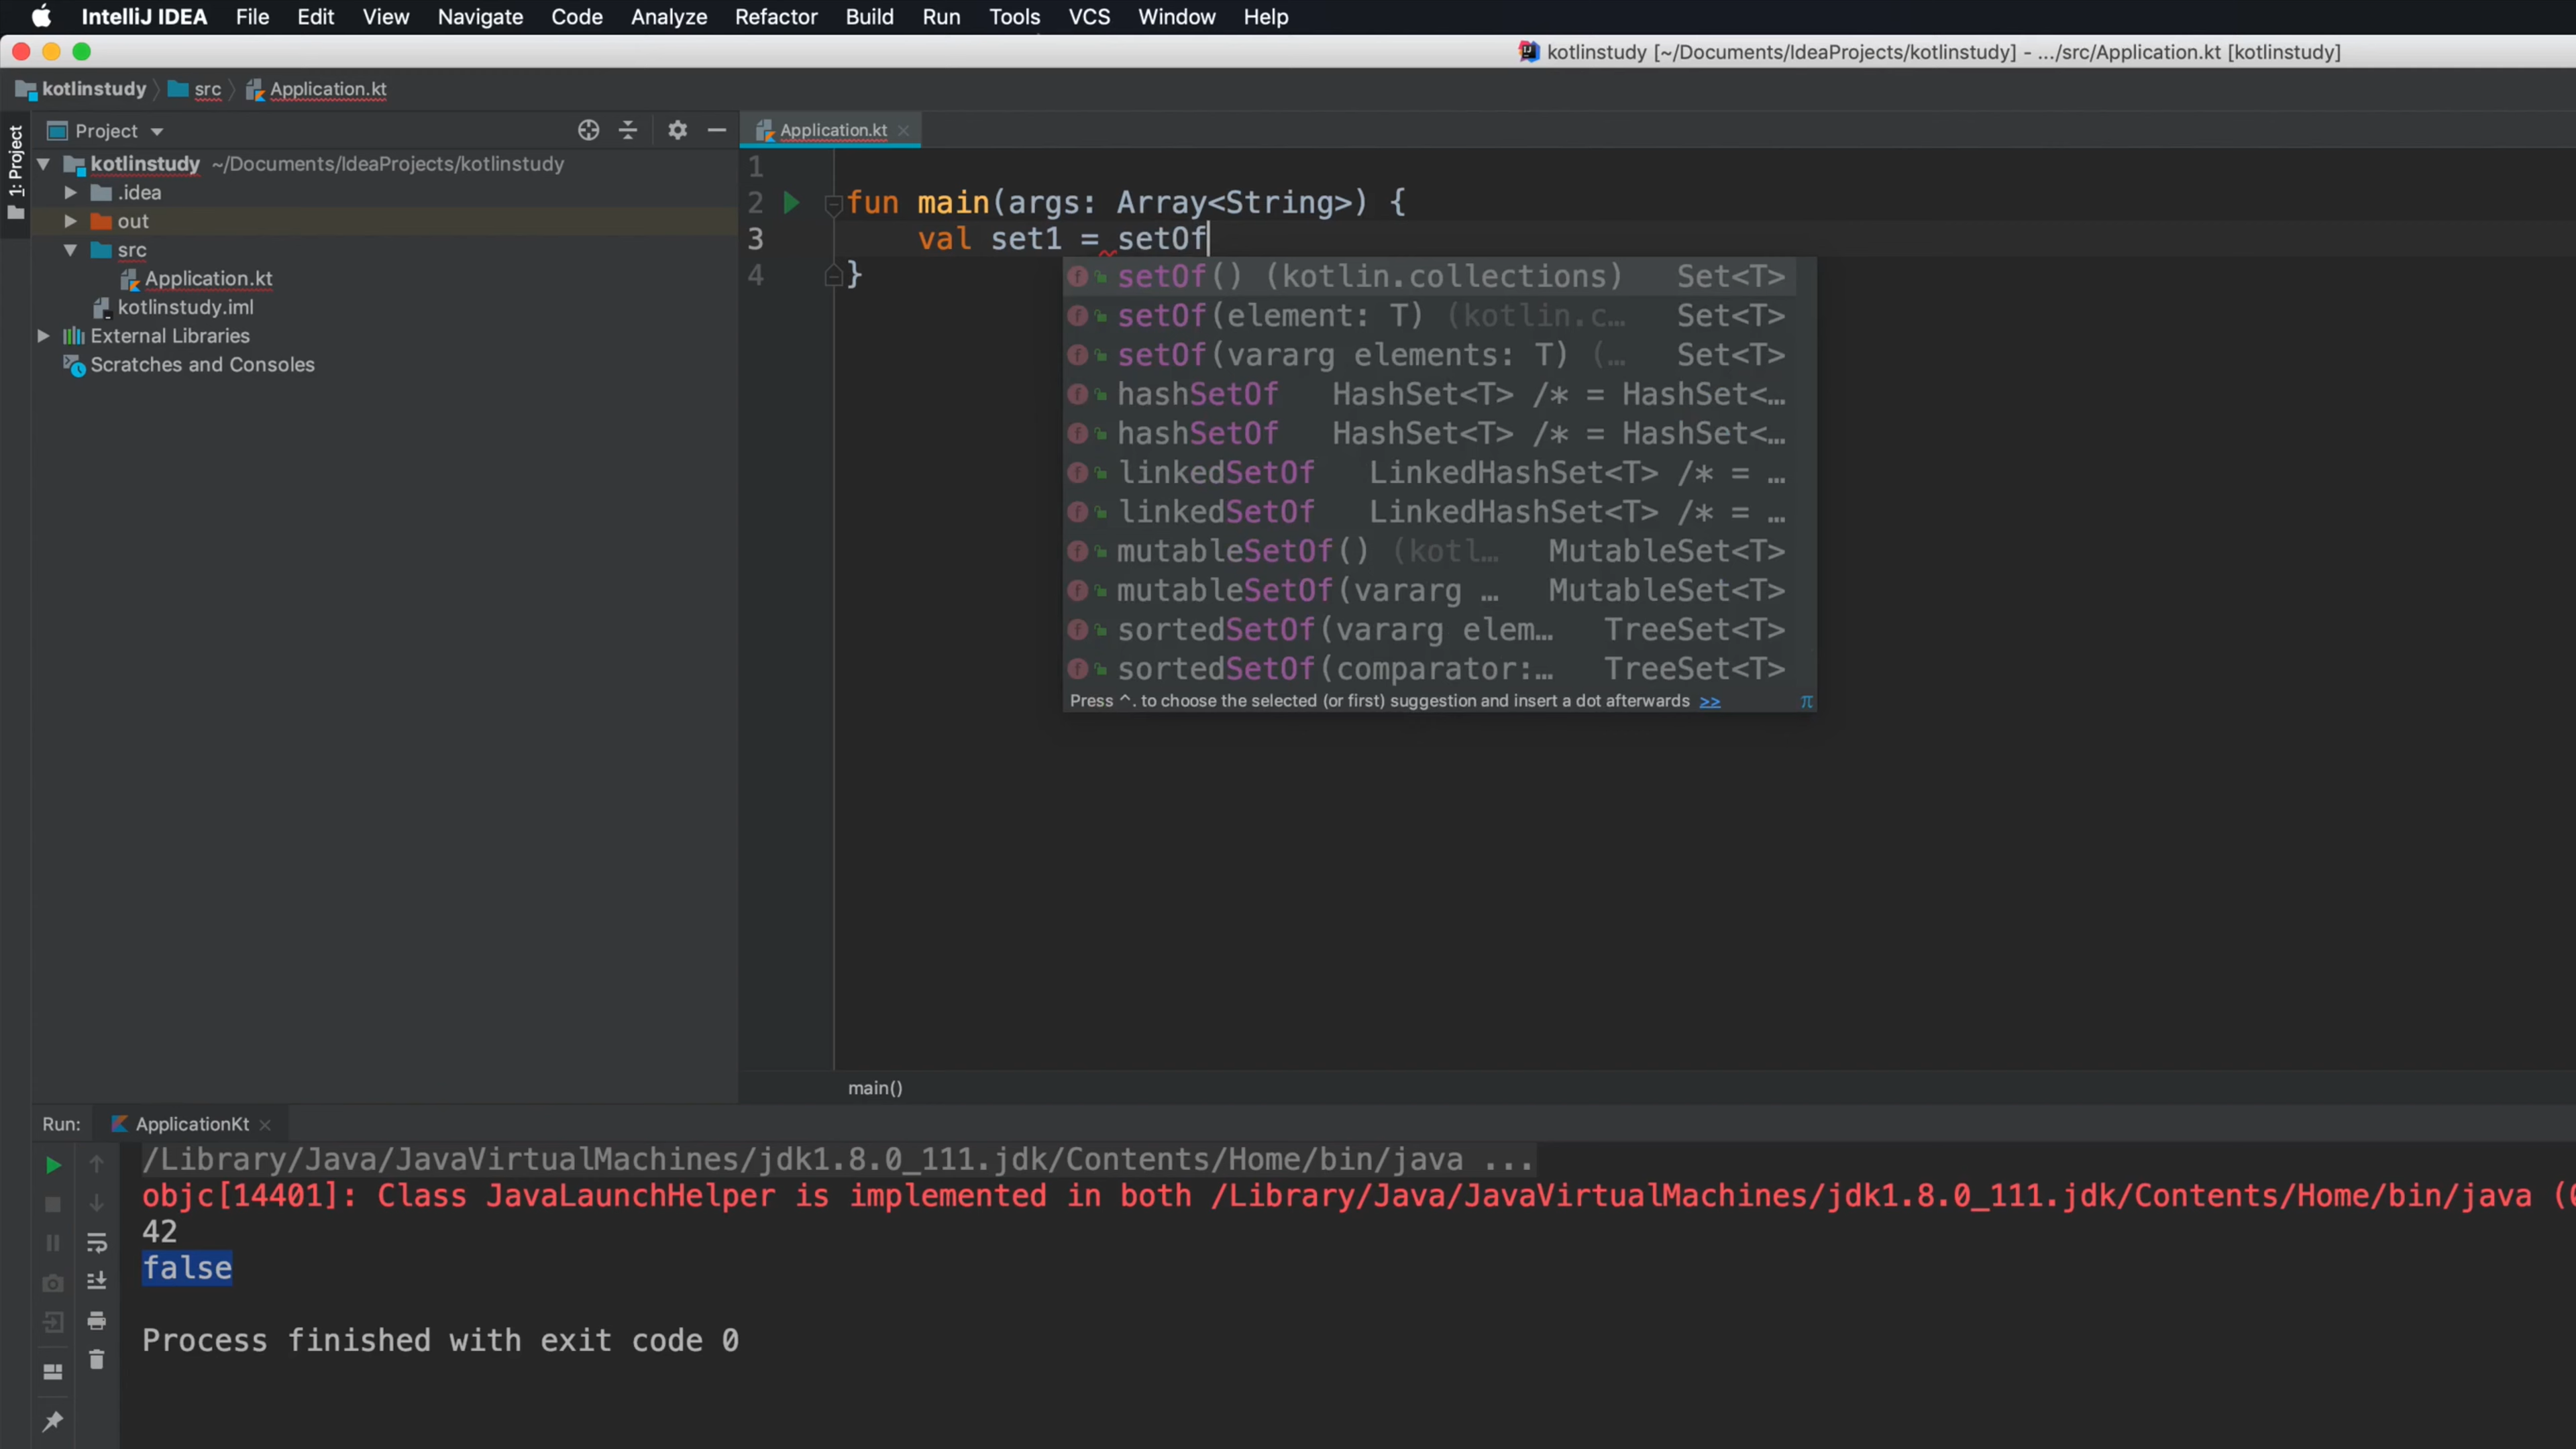 IntelliJ IDEA File Edit View Navigate Code Analyze Refactor Build Run Tools VCS Window Help
kotlinstudy [~/Documents/IdeaProjects/kotlinstudy] - .../src/Application.kt [kotlinstudy]
kotlinstudy src Application.kt
1: Project
Project
Application.kt
kotlinstudy ~/Documents/IdeaProjects/kotlinstudy
.idea
out
src
Application.kt
kotlinstudy.iml
External Libraries
Scratches and Consoles
1
2 fun main(args: Array<String>) {
3 val set1 = setOf
4 }
setOf() (kotlin.collections) Set<T>
setOf(element: T) (kotlin.c… Set<T>
setOf(vararg elements: T) (… Set<T>
hashSetOf HashSet<T> /* = HashSet<…
hashSetOf HashSet<T> /* = HashSet<…
linkedSetOf LinkedHashSet<T> /* = …
linkedSetOf LinkedHashSet<T> /* = …
mutableSetOf() (kotl… MutableSet<T>
mutableSetOf(vararg … MutableSet<T>
sortedSetOf(vararg elem… TreeSet<T>
sortedSetOf(comparator:… TreeSet<T>
Press ^. to choose the selected (or first) suggestion and insert a dot afterwards >> π
main()
Run: ApplicationKt
/Library/Java/JavaVirtualMachines/jdk1.8.0_111.jdk/Contents/Home/bin/java ...
objc[14401]: Class JavaLaunchHelper is implemented in both /Library/Java/JavaVirtualMachines/jdk1.8.0_111.jdk/Contents/Home/bin/java (
42
false
Process finished with exit code 0